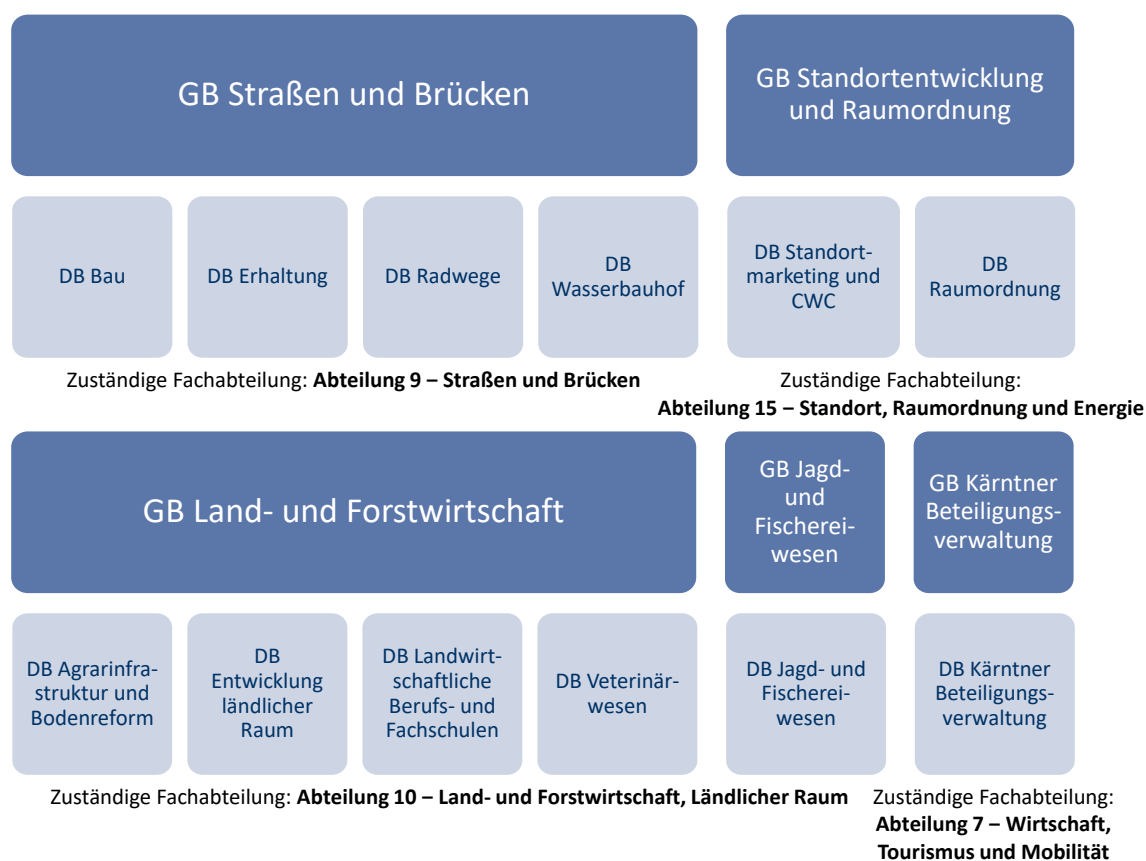 GB Straßen und Brücken
GB Standortentwicklung
und Raumordnung
DB Bau
DB Erhaltung
DB Radwege
DB
Wasserbauhof
DB Standort-
marketing und
CWC
DB
Raumordnung
Zuständige Fachabteilung: Abteilung 9 – Straßen und Brücken
Zuständige Fachabteilung:
Abteilung 15 – Standort, Raumordnung und Energie
GB Land- und Forstwirtschaft
GB Jagd-
und
Fischerei-
wesen
GB Kärntner
Beteiligungs-
verwaltung
DB Agrarinfra-
struktur und
Bodenreform
DB
Entwicklung
ländlicher
Raum
DB Landwirt-
schaftliche
Berufs- und
Fachschulen
DB Veterinär-
wesen
DB Jagd- und
Fischerei-
wesen
DB Kärntner
Beteiligungs-
verwaltung
Zuständige Fachabteilung: Abteilung 10 – Land- und Forstwirtschaft, Ländlicher Raum
Zuständige Fachabteilung:
Abteilung 7 – Wirtschaft,
Tourismus und Mobilität